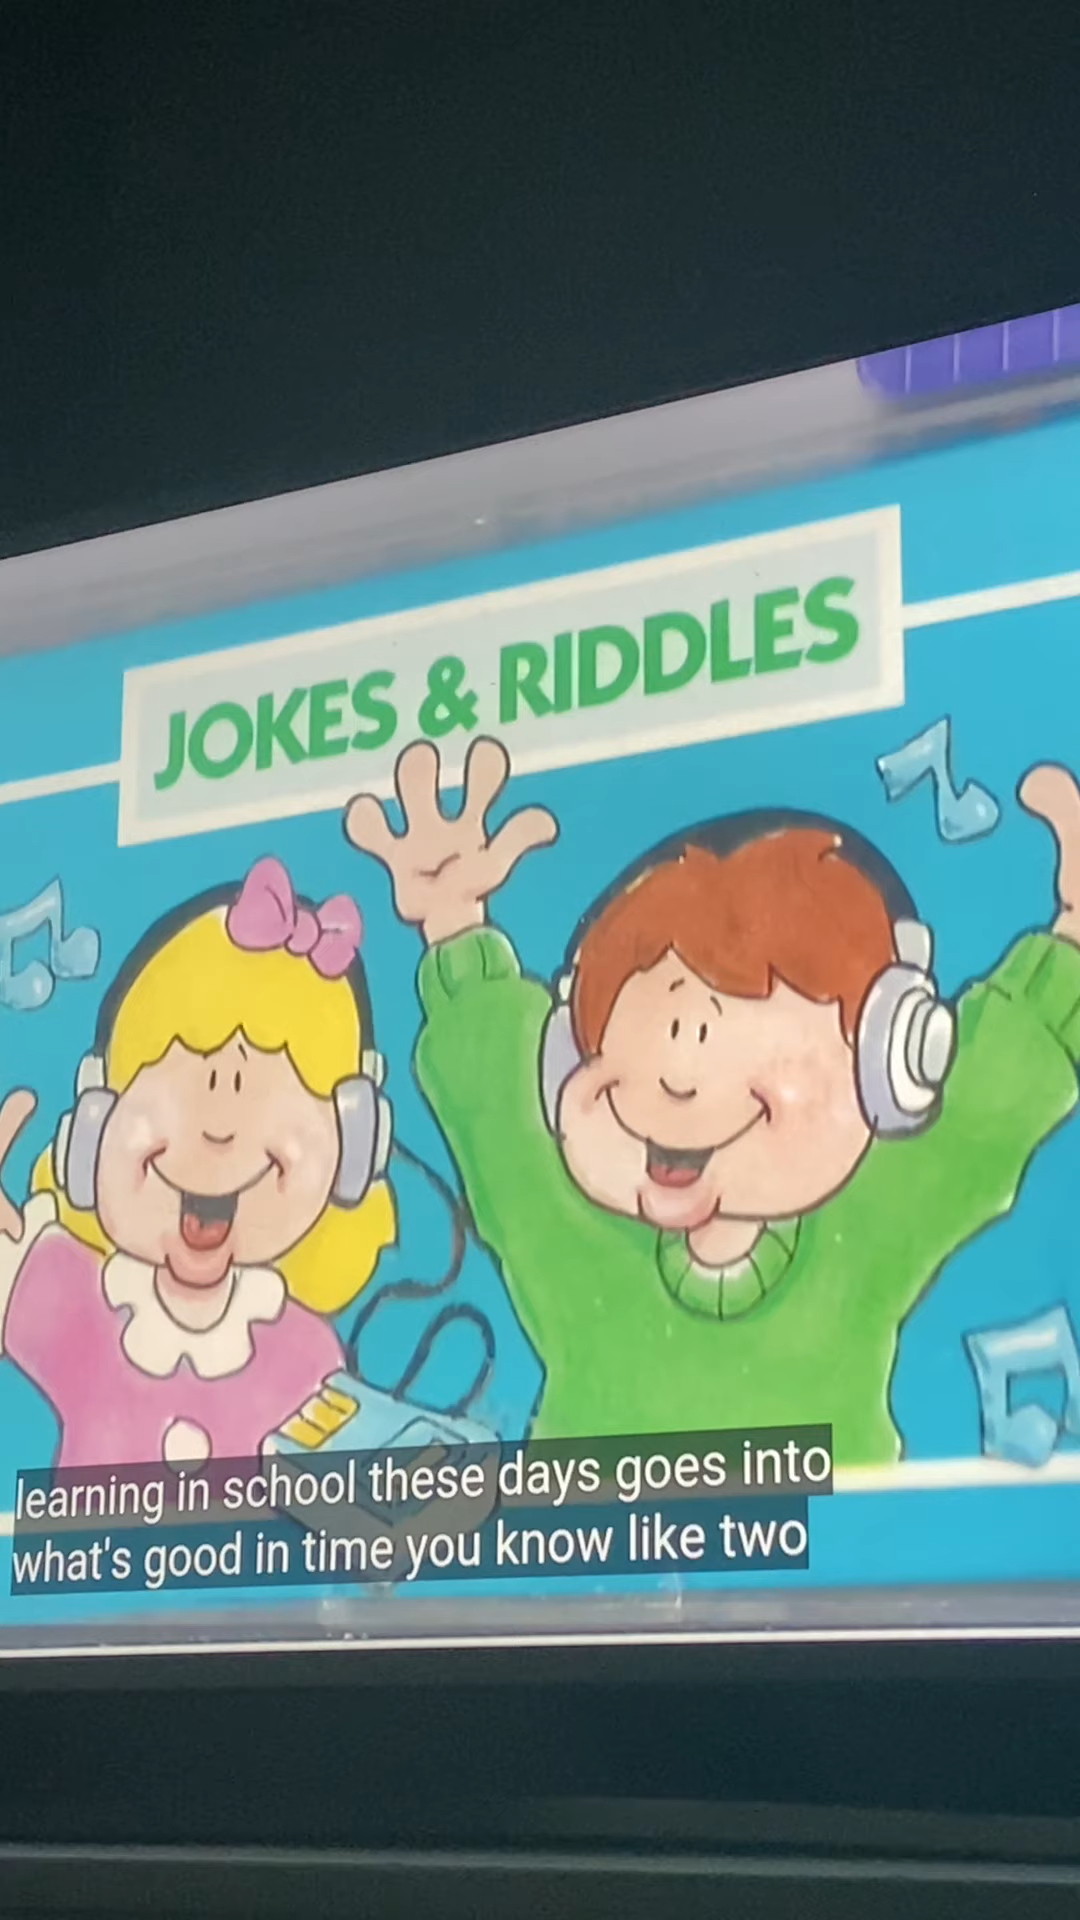 JOKES & RIDDLES
learning in school these days goes into
what's good in time you know like two